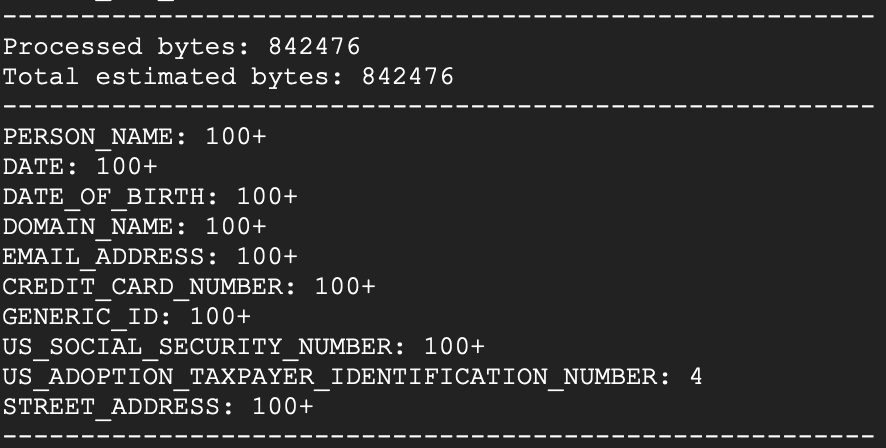 --------------------------------------------------------
Processed bytes: 842476
Total estimated bytes: 842476
--------------------------------------------------------
PERSON_NAME: 100+
DATE: 100+
DATE_OF_BIRTH: 100+
DOMAIN_NAME: 100+
EMAIL_ADDRESS: 100+
CREDIT_CARD_NUMBER: 100+
GENERIC_ID: 100+
US_SOCIAL_SECURITY_NUMBER: 100+
US_ADOPTION_TAXPAYER_IDENTIFICATION_NUMBER: 4
STREET_ADDRESS: 100+
--------------------------------------------------------